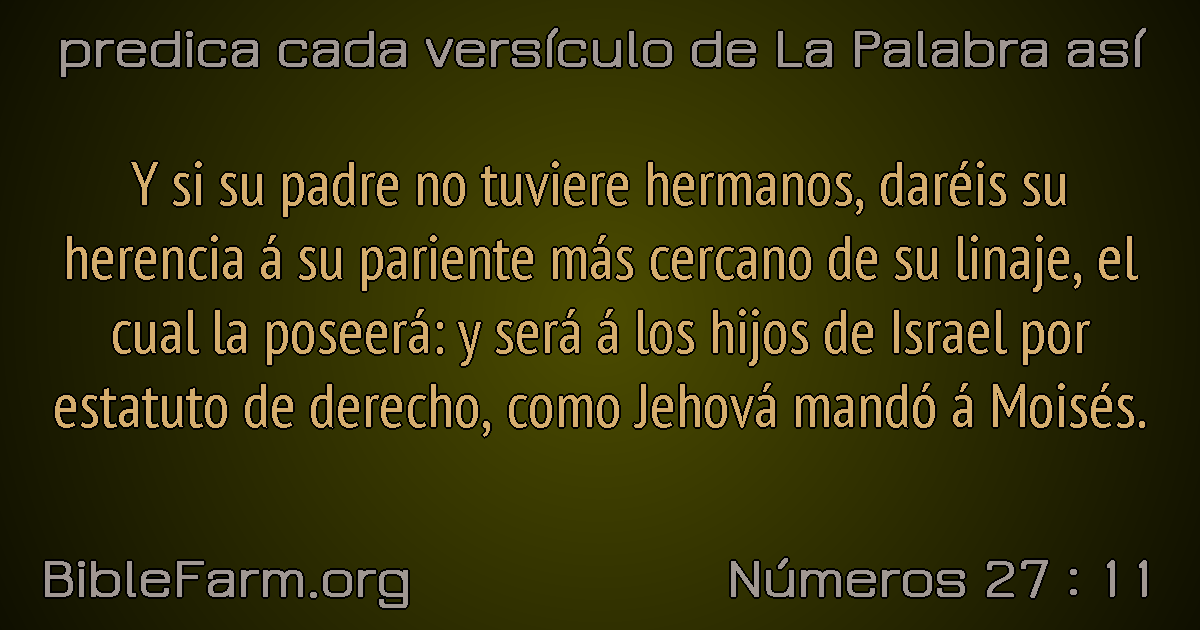 predica cada versículo de La Palabra así
Y si su padre no tuviere hermanos, daréis su
herencia á su pariente más cercano de su linaje, el
cual la poseerá: y será á los hijos de Israel por
estatuto de derecho, como Jehová mandó á Moisés.
BibleFarm.org
Números 27 : 11